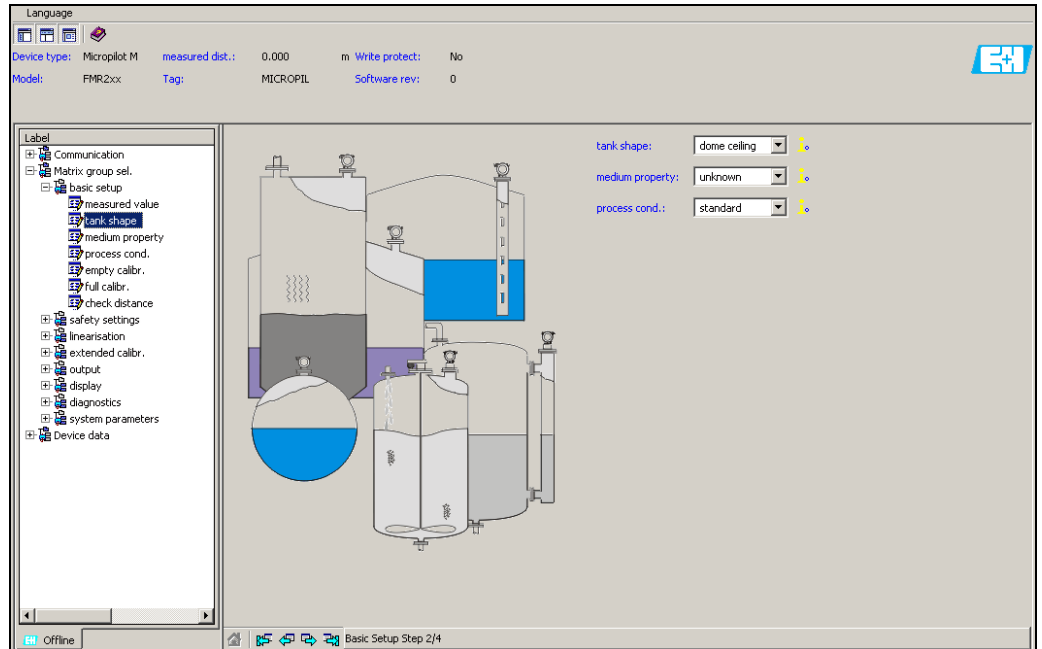 Language
Device type: Micropilot M measured dist.: 0.000 m Write protect: No
Model: FMR2xx Tag: MICROPIL Software rev: 0
E+H
Label
Communication
Matrix group sel.
basic setup
measured value
tank shape
medium property
process cond.
empty calibr.
full calibr.
check distance
safety settings
linearisation
extended calibr.
output
display
diagnostics
system parameters
Device data
tank shape: dome ceiling
medium property: unknown
process cond.: standard
Offline
Basic Setup Step 2/4